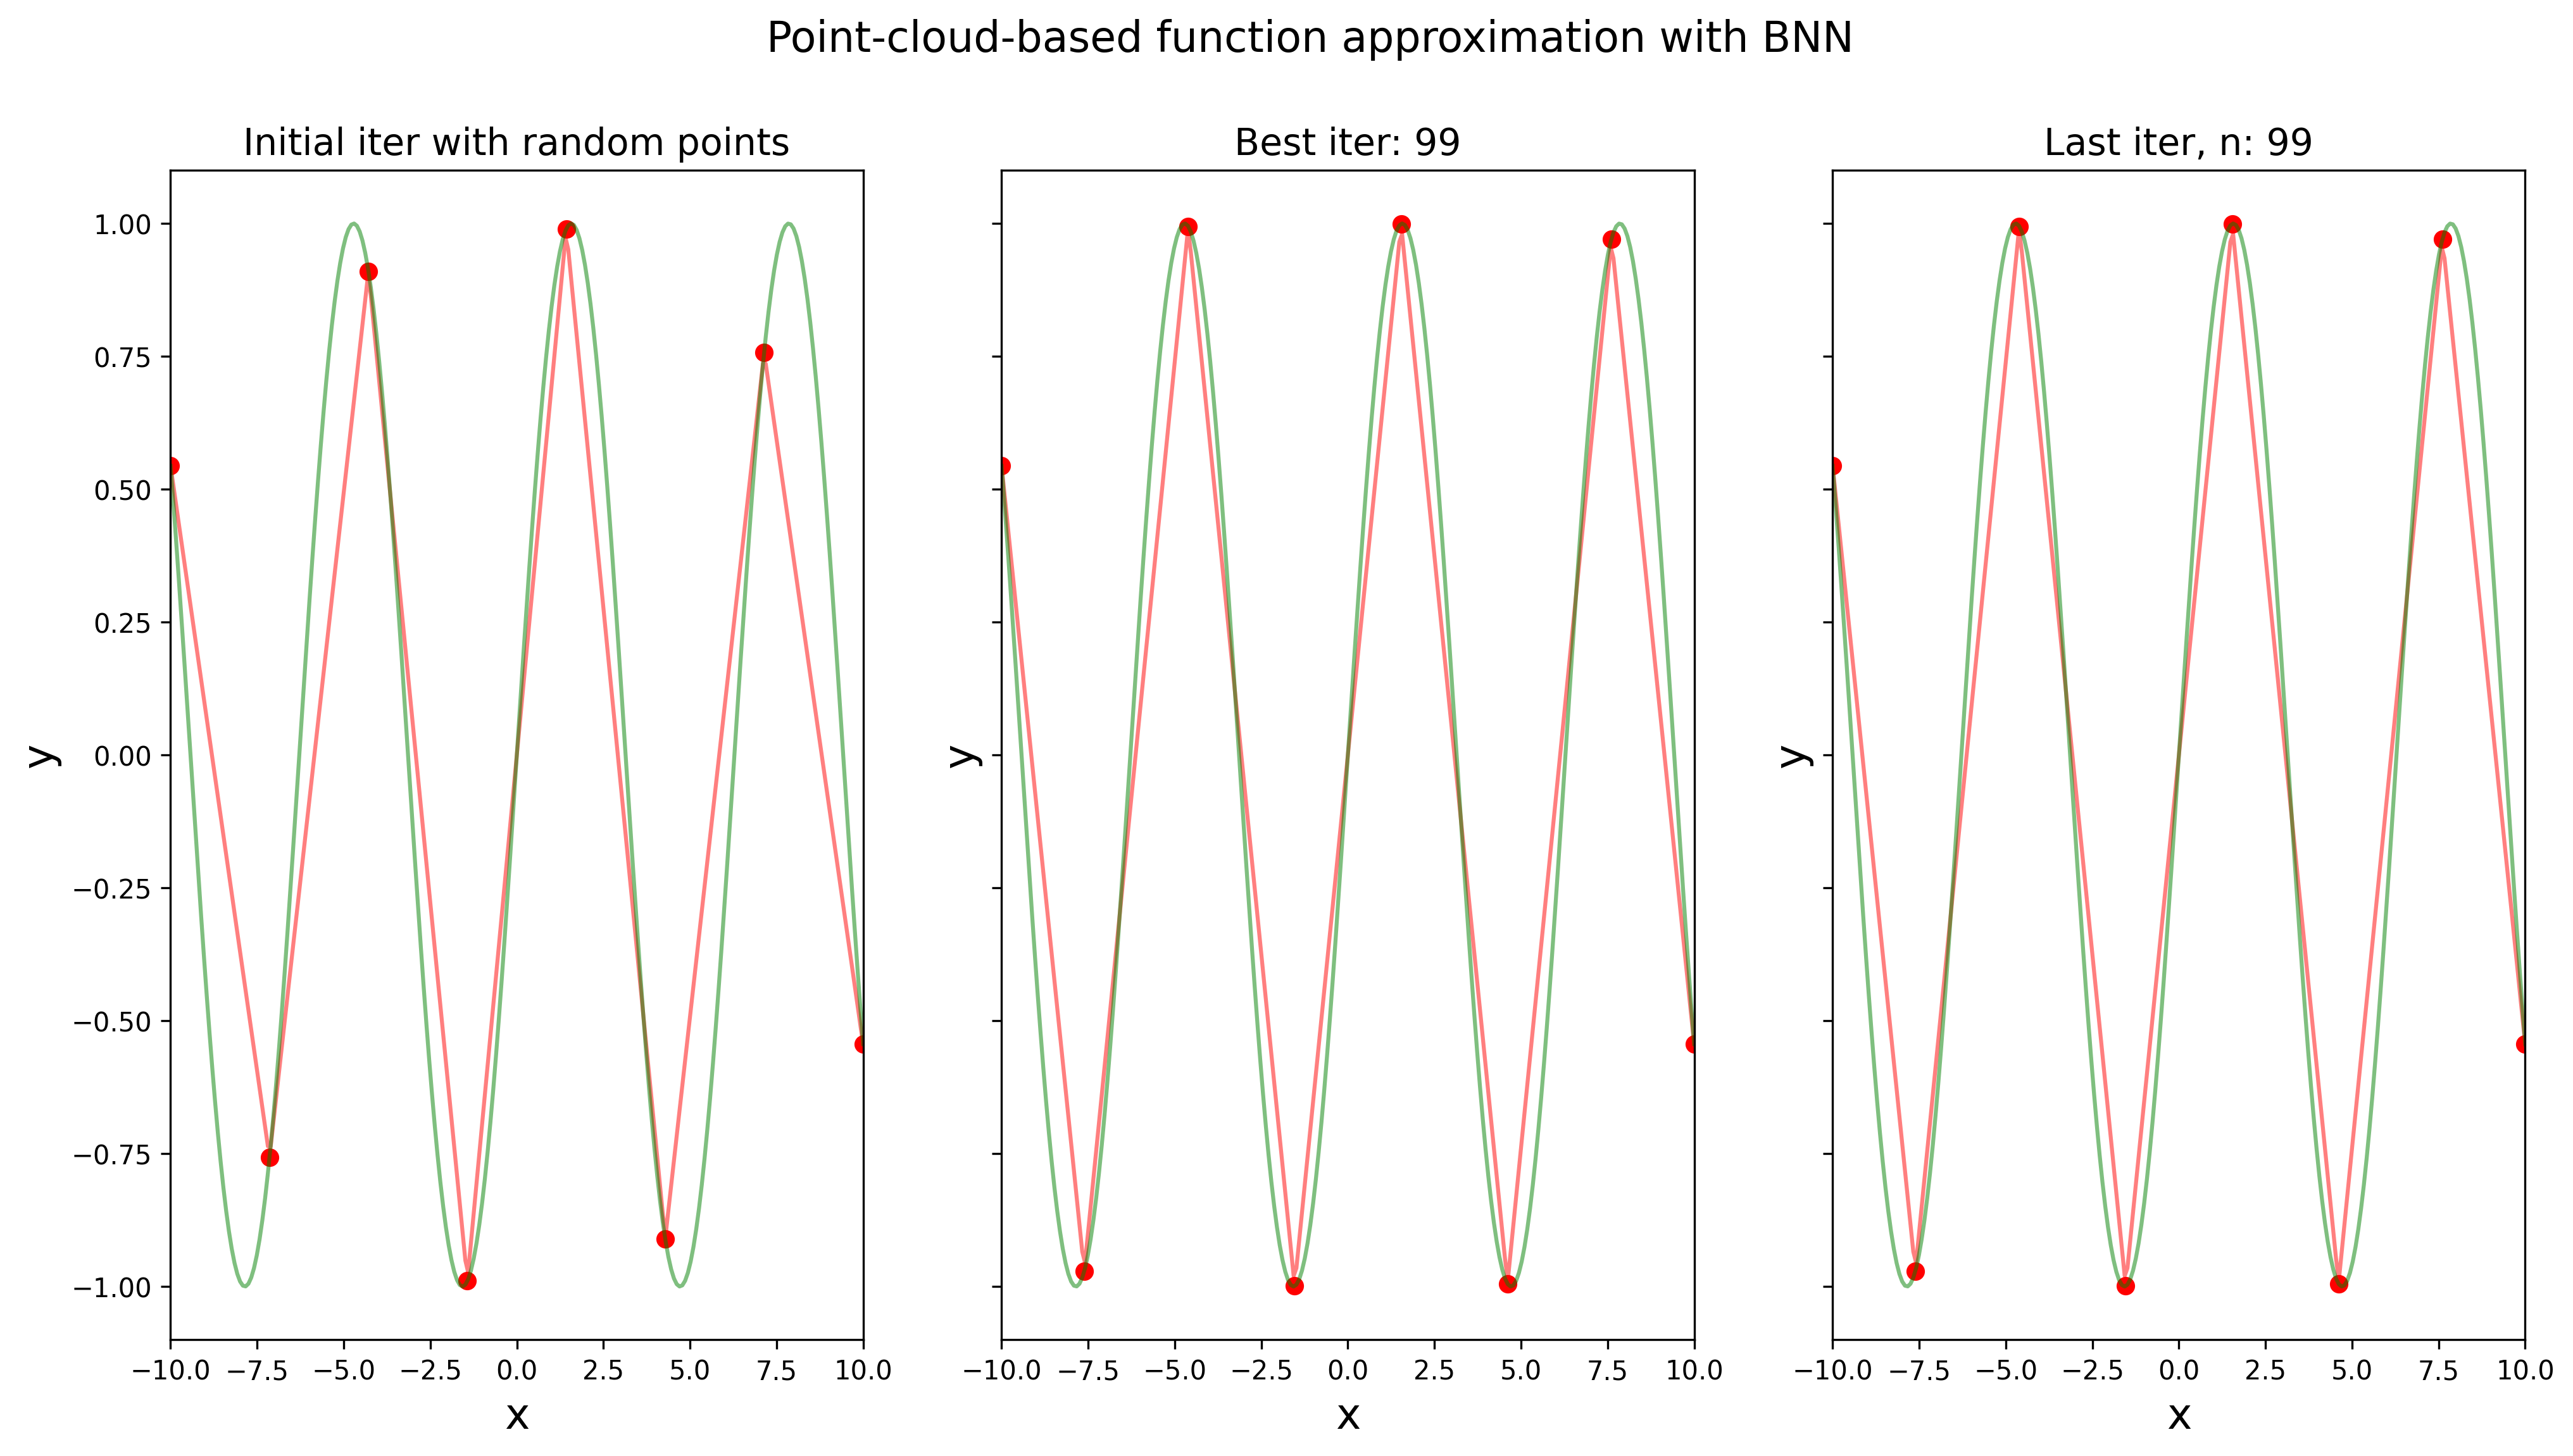 Point-cloud-based function approximation with BNN
Initial iter with random points
Best iter: 99
Last iter, n: 99
1.00
0.75
0.50
0.25
0.00
−0.25
−0.50
−0.75
−1.00
y
y
y
−10.0 −7.5 −5.0 −2.5 0.0 2.5 5.0 7.5 10.0
−10.0 −7.5 −5.0 −2.5 0.0 2.5 5.0 7.5 10.0
−10.0 −7.5 −5.0 −2.5 0.0 2.5 5.0 7.5 10.0
x
x
x